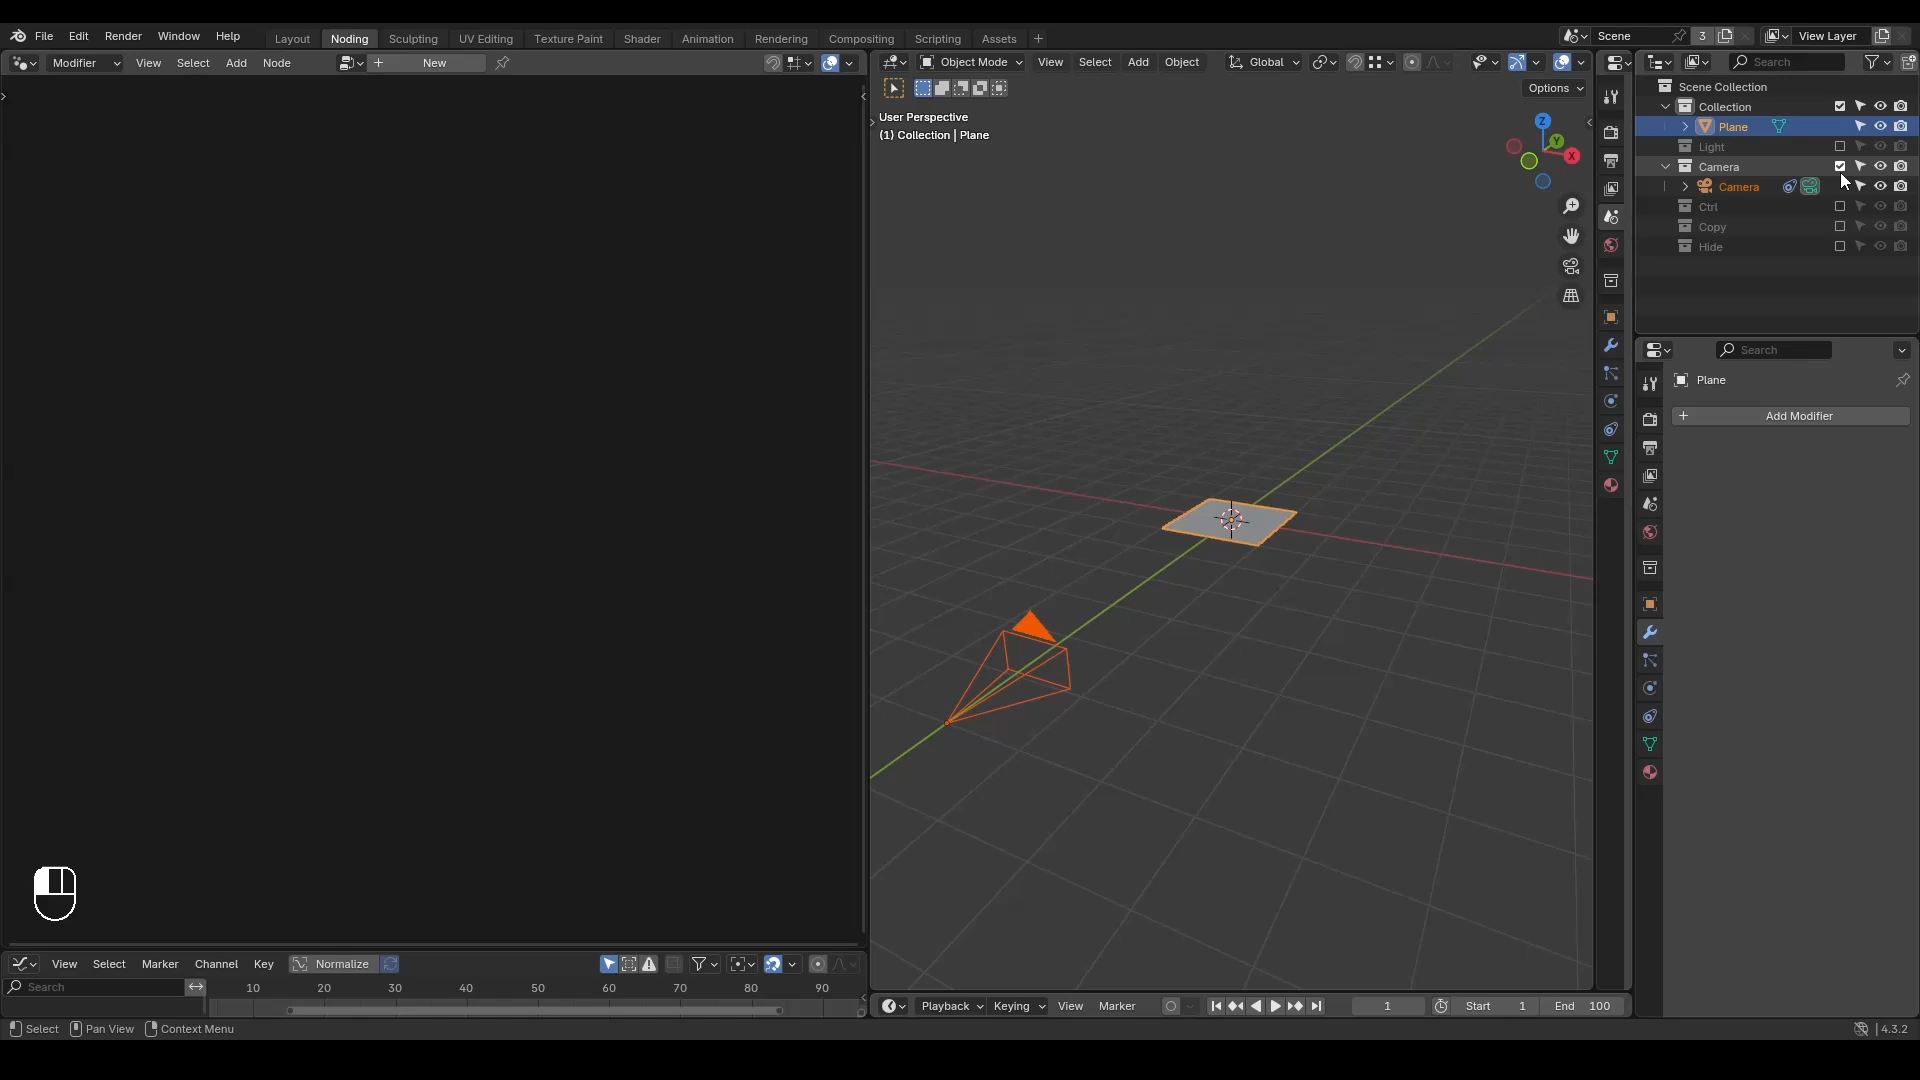 File Edit Render Window Help Layout Noding Sculpting UV Editing Texture Paint Shader Animation Rendering Compositing Scripting Assets + Scene 3 View Layer
Modifier View Select Add Node + New Object Mode View Select Add Object Global Search
Options
User Perspective
(1) Collection | Plane
Z
Y
X
Scene Collection
Collection
Plane
Light
Camera
Camera
Ctrl
Copy
Hide
Search
Plane
+ Add Modifier
View Select Marker Channel Key Normalize
Search 10 20 30 40 50 60 70 80 90
Playback Keying View Marker 1 Start 1 End 100
Select Pan View Context Menu 4.3.2